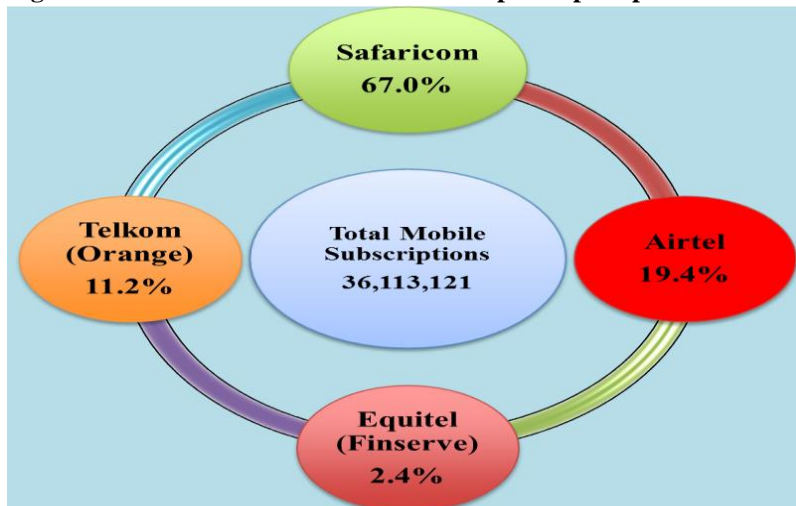 Safaricom
67.0%
Telkom
(Orange)
11.2%
Total Mobile
Subscriptions
36,113,121
Airtel
19.4%
Equitel
(Finserve)
2.4%